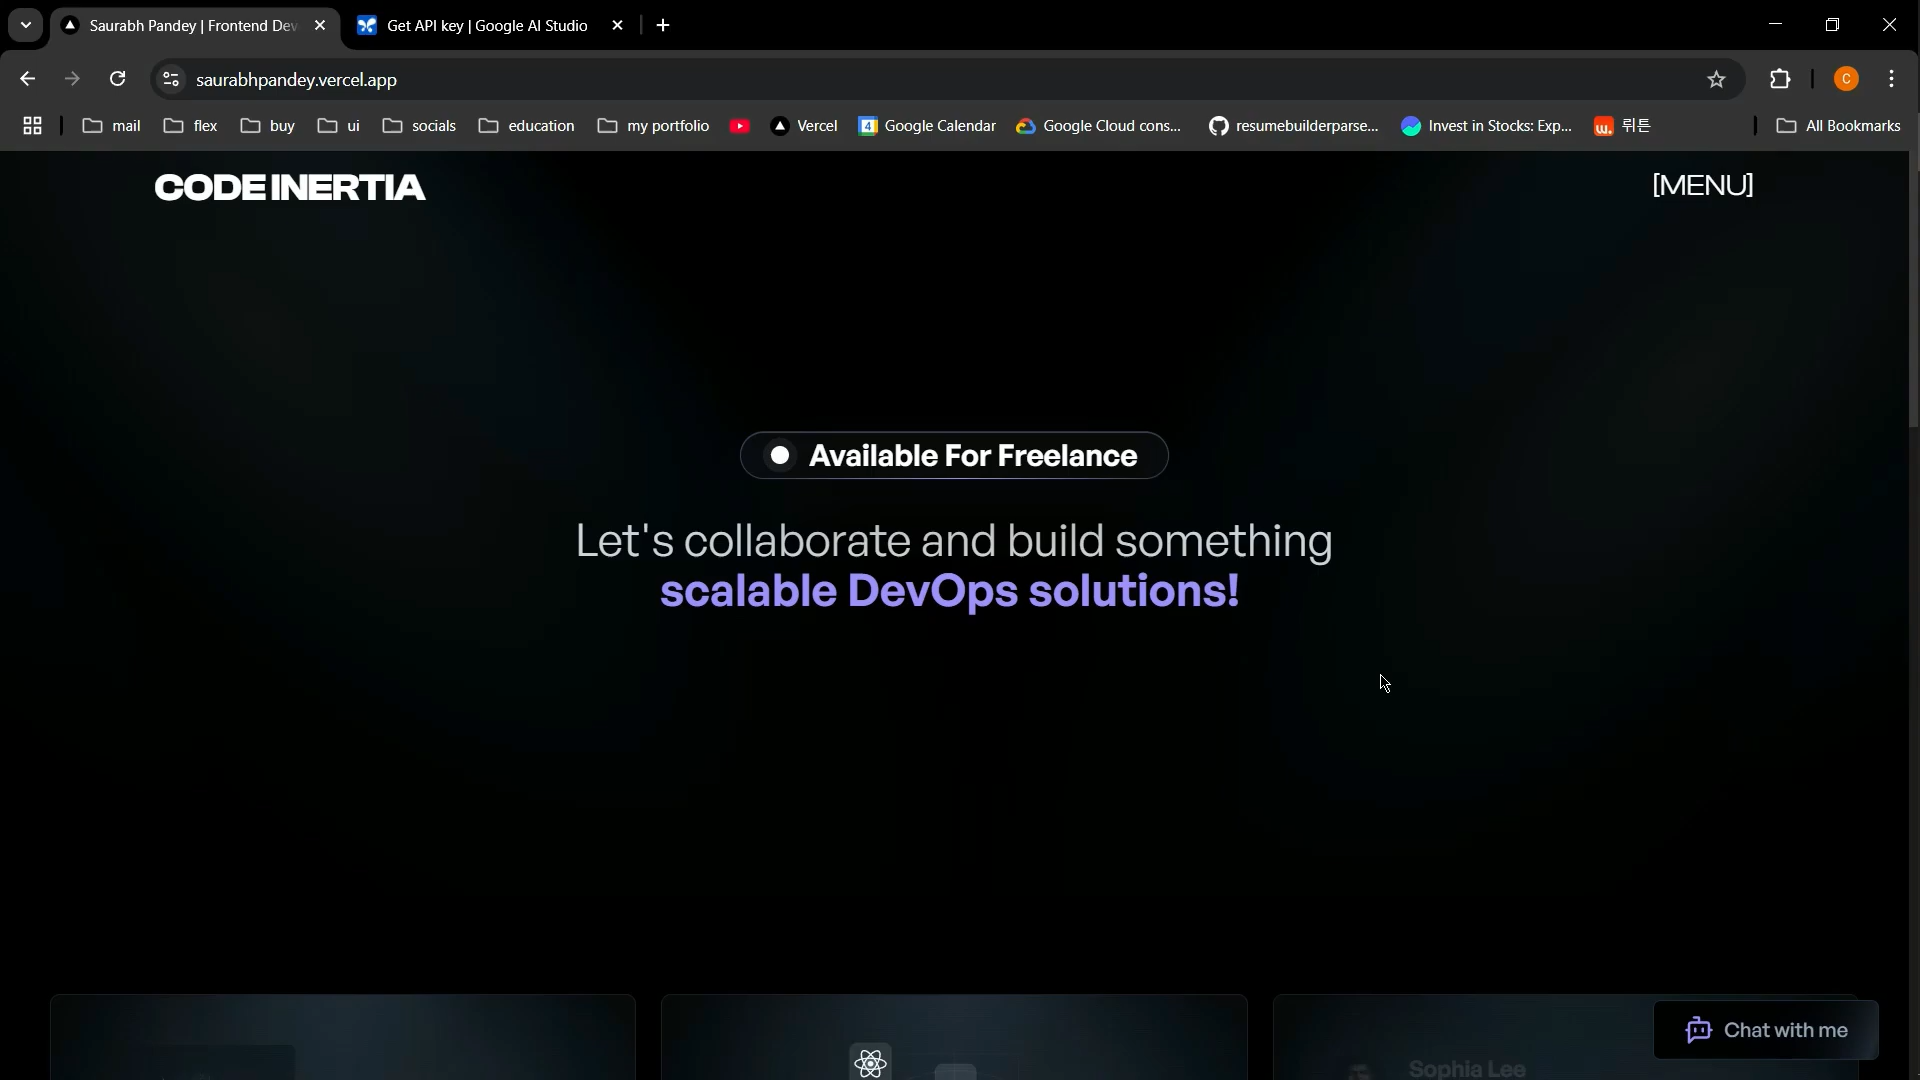 Saurabh Pandey | Frontend Dev
Get API key | Google AI Studio
saurabhpandey.vercel.app
C
mail
flex
buy
ui
socials
education
my portfolio
Vercel
4
Google Calendar
Google Cloud cons...
resumebuilderparse...
Invest in Stocks: Exp...
w.
뤼튼
All Bookmarks
CODE INERTIA
[MENU]
Available For Freelance
Let's collaborate and build something
scalable DevOps solutions!
Chat with me
Sophia Lee